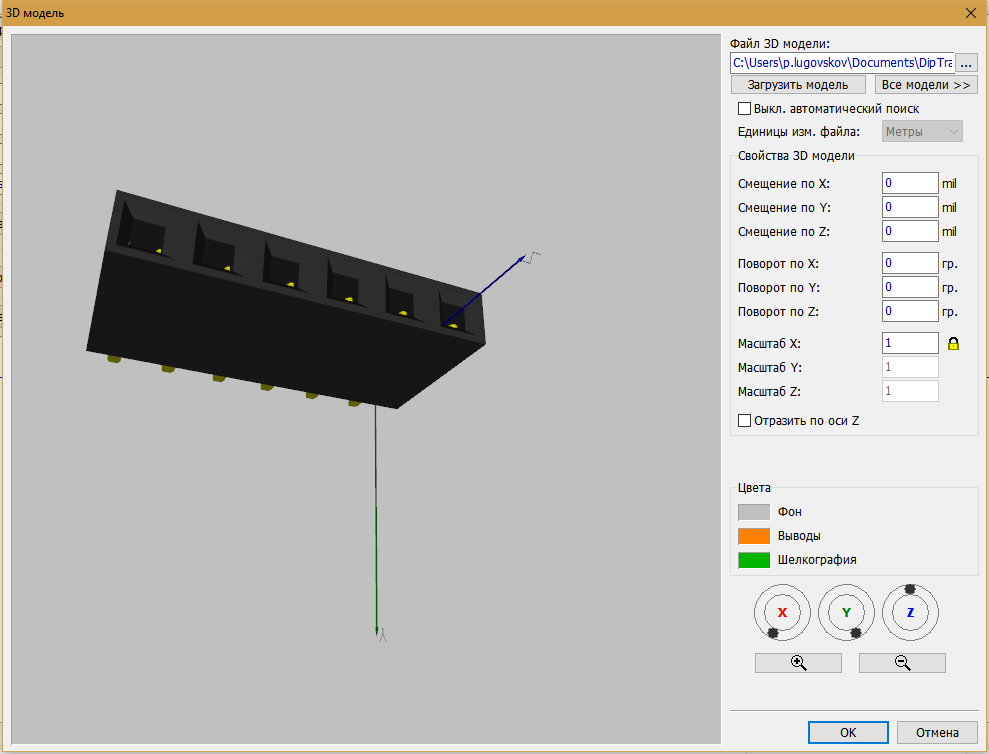 3D модель
Файл 3D модели:
C:\Users\p.lugovskov\Documents\DipTra
...
Загрузить модель
Все модели >>
Выкл. автоматический поиск
Единицы изм. файла:
Метры
Свойства 3D модели
Смещение по X:
0
mil
Смещение по Y:
0
mil
Смещение по Z:
0
mil
Поворот по X:
0
гр.
Поворот по Y:
0
гр.
Поворот по Z:
0
гр.
Масштаб X:
1
Масштаб Y:
1
Масштаб Z:
1
Отразить по оси Z
Цвета
Фон
Выводы
Шелкография
X
Y
Z
OK
Отмена